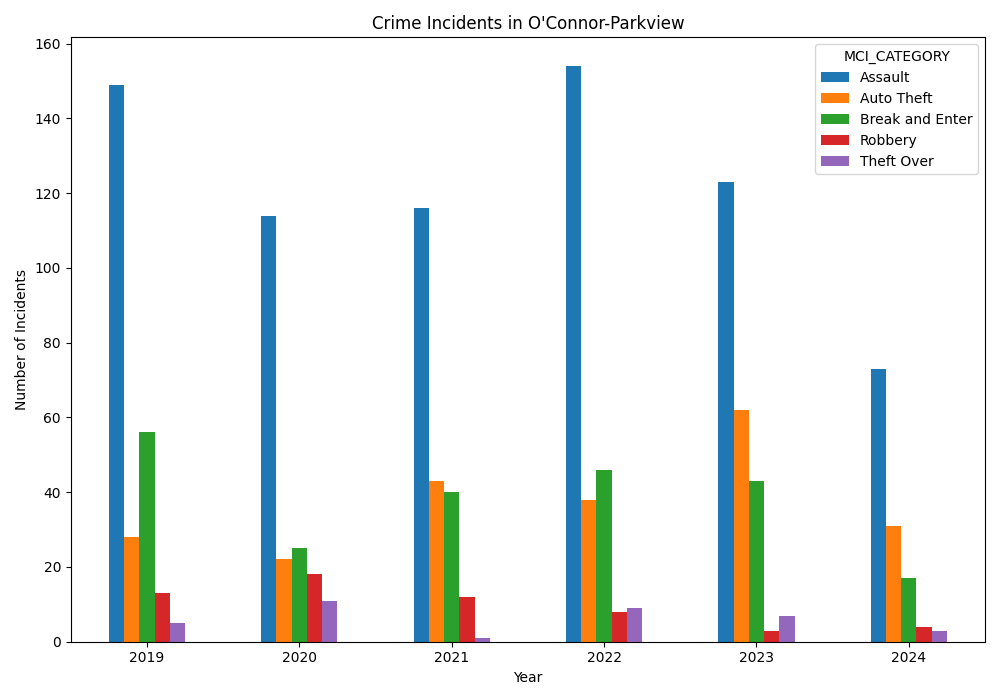 Crime Incidents in O'Connor-Parkview
MCI_CATEGORY
Assault
Auto Theft
Break and Enter
Robbery
Theft Over
Number of Incidents
160
140
120
100
80
60
40
20
0
2019 2020 2021 2022 2023 2024
Year